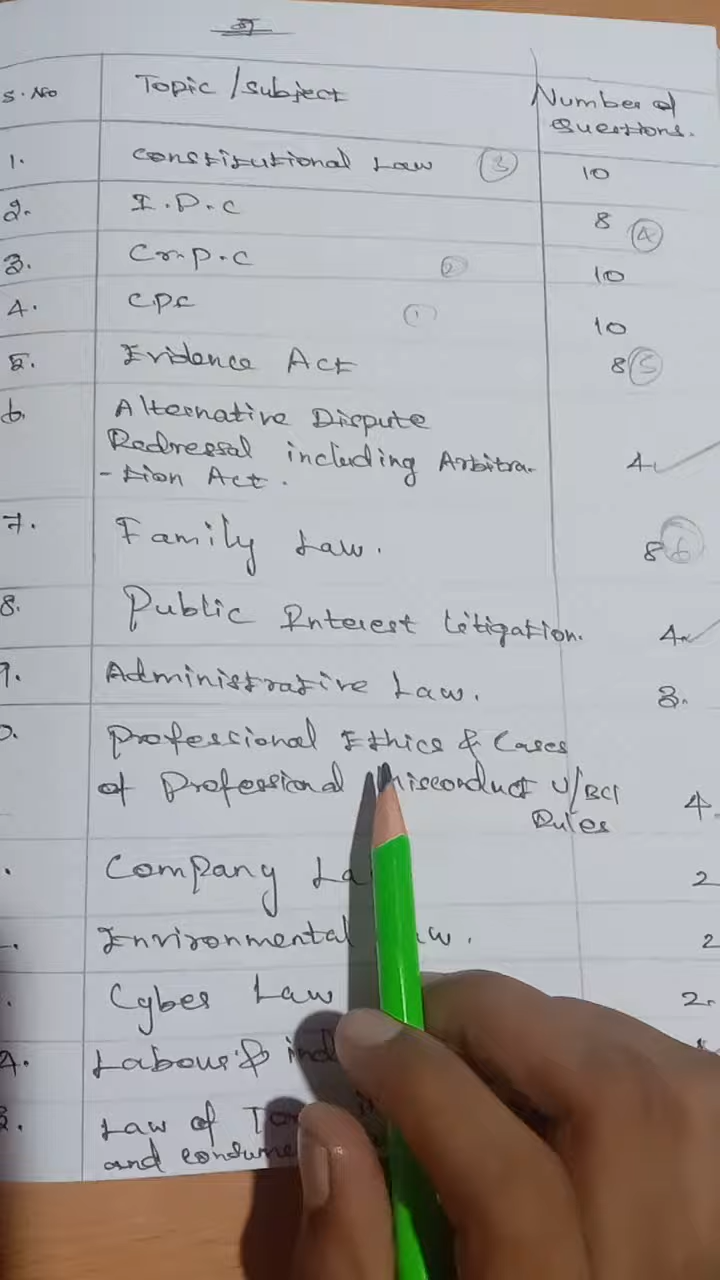 S.No Topic/subject Number of
Questions.
1. Constitutional Law ③ 10
2. I.P.C 8 ④
3. Cr.P.C ② 10
4. CPC ① 10
5. Evidence Act 8 ⑤
6. Alternative Dispute
Redressal including Arbitra-
-tion Act. 4
7. Family Law. 8 ⑥
8. Public Interest Litigation. 4
9. Administrative Law. 3.
Professional Ethics & Cases
of Professional Misconduct U/BCI
Rules 4
Company 2
Environmental 2
Cyber Law 2
Labour &
Law of
and